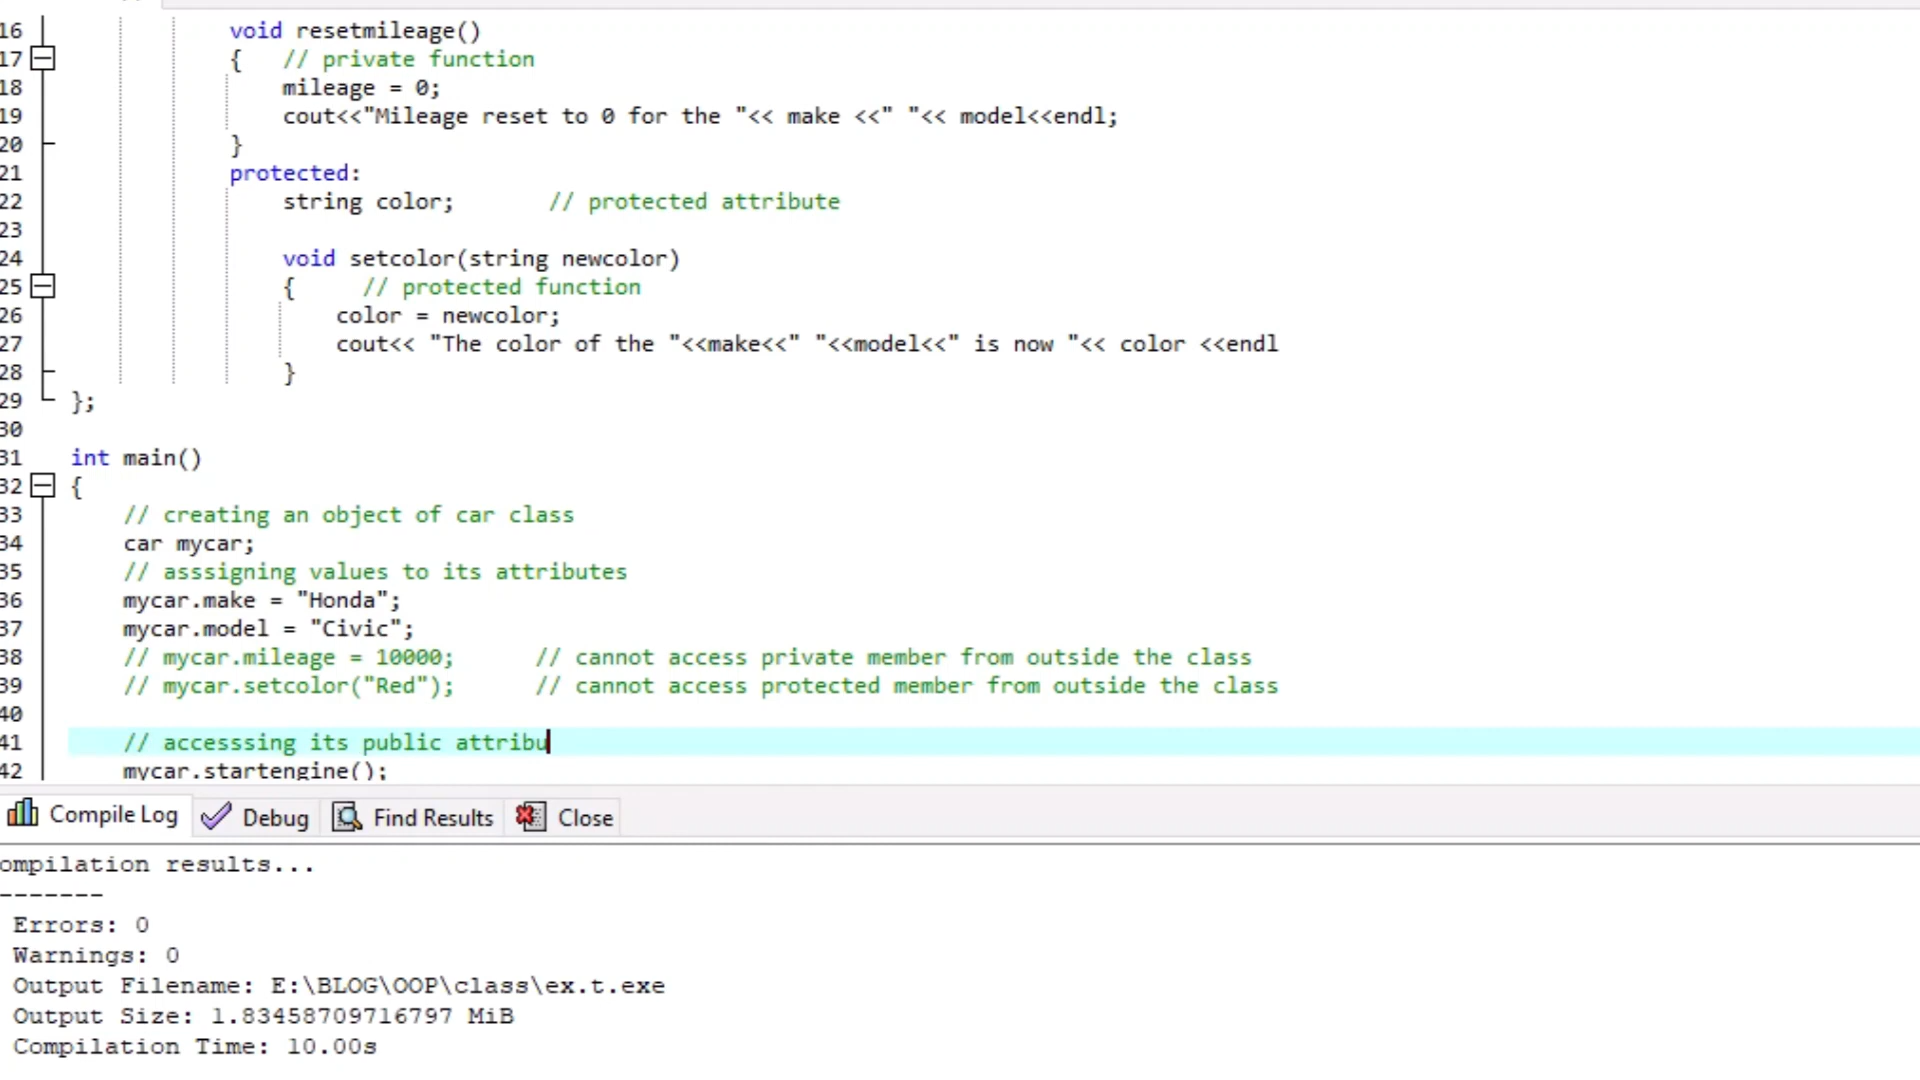 16 void resetmileage()
17 { // private function
18 mileage = 0;
19 cout<<"Mileage reset to 0 for the "<< make <<" "<< model<<endl;
20 }
21 protected:
22 string color; // protected attribute
23
24 void setcolor(string newcolor)
25 { // protected function
26 color = newcolor;
27 cout<< "The color of the "<<make<<" "<<model<<" is now "<< color <<endl
28 }
29 };
30
31 int main()
32 {
33 // creating an object of car class
34 car mycar;
35 // asssigning values to its attributes
36 mycar.make = "Honda";
37 mycar.model = "Civic";
38 // mycar.mileage = 10000; // cannot access private member from outside the class
39 // mycar.setcolor("Red"); // cannot access protected member from outside the class
40
41 // accesssing its public attribu
42 mycar.startengine();
Compile Log Debug Find Results Close
ompilation results...
-------
Errors: 0
Warnings: 0
Output Filename: E:\BLOG\OOP\class\ex.t.exe
Output Size: 1.83458709716797 MiB
Compilation Time: 10.00s